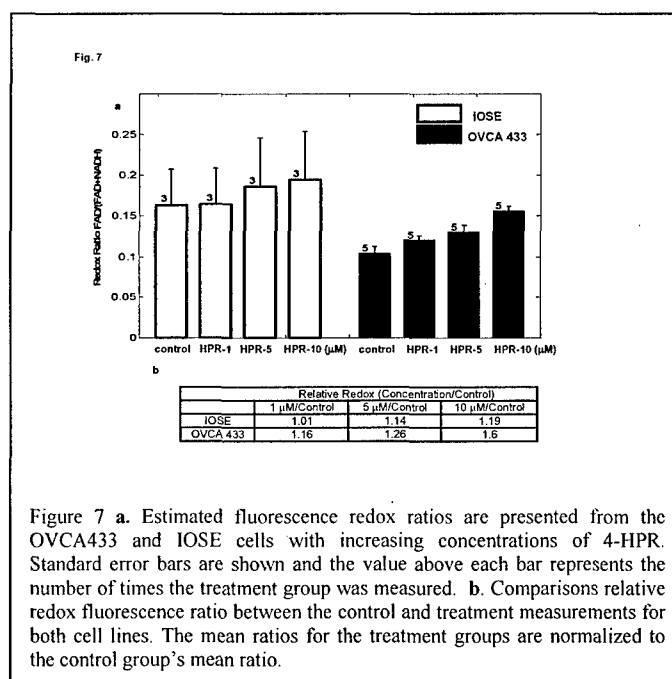 Fig. 7
a
IOSE
OVCA 433
Redox Ratio FAD/(FAD+NADH)
0.25
0.2
0.15
0.1
0.05
0
3
3
3
3
5
5
5
5
control HPR-1 HPR-5 HPR-10 (μM) control HPR-1 HPR-5 HPR-10 (μM)
b
Relative Redox (Concentration/Control)
1 μM/Control 5 μM/Control 10 μM/Control
IOSE 1.01 1.14 1.19
OVCA 433 1.16 1.26 1.6
Figure 7 a. Estimated fluorescence redox ratios are presented from the
OVCA433 and IOSE cells with increasing concentrations of 4-HPR.
Standard error bars are shown and the value above each bar represents the
number of times the treatment group was measured. b. Comparisons relative
redox fluorescence ratio between the control and treatment measurements for
both cell lines. The mean ratios for the treatment groups are normalized to
the control group's mean ratio.